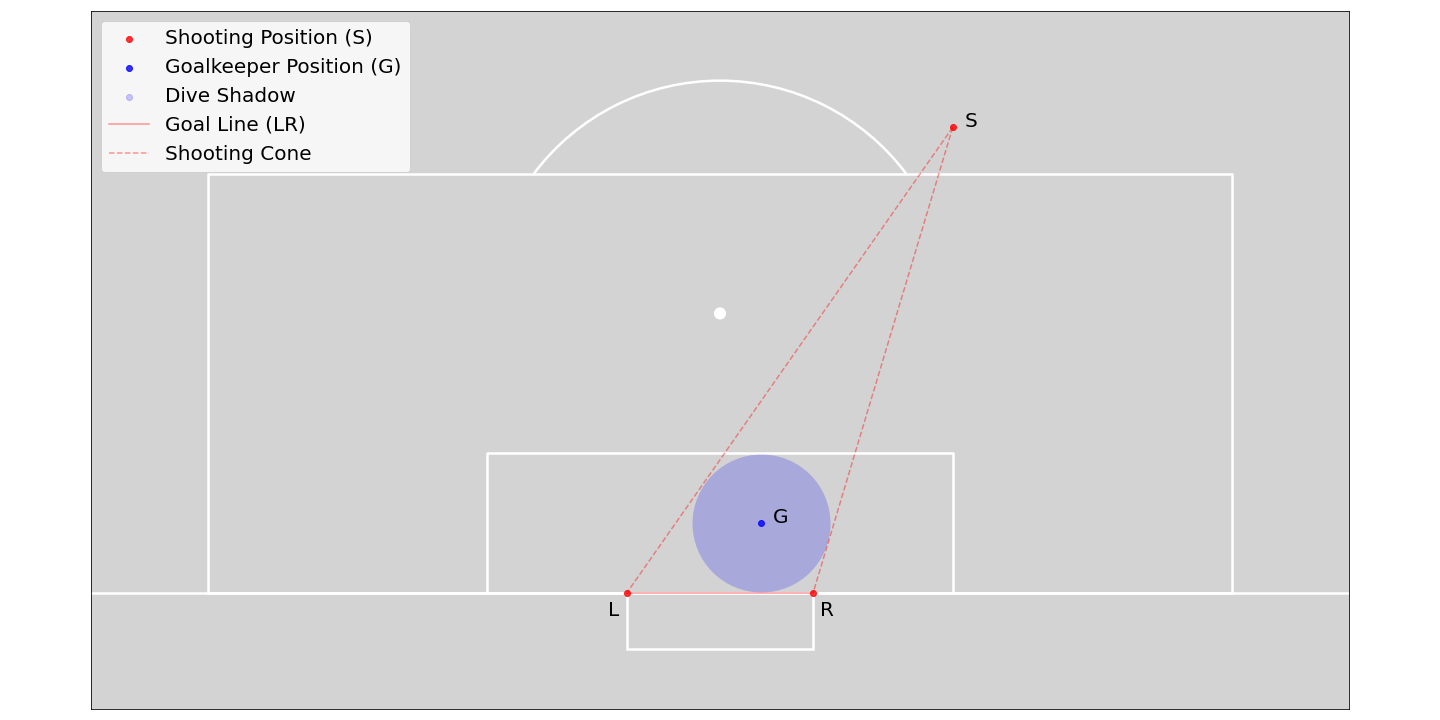 Shooting Position (S)
Goalkeeper Position (G)
Dive Shadow
Goal Line (LR)
Shooting Cone
S
G
L
R